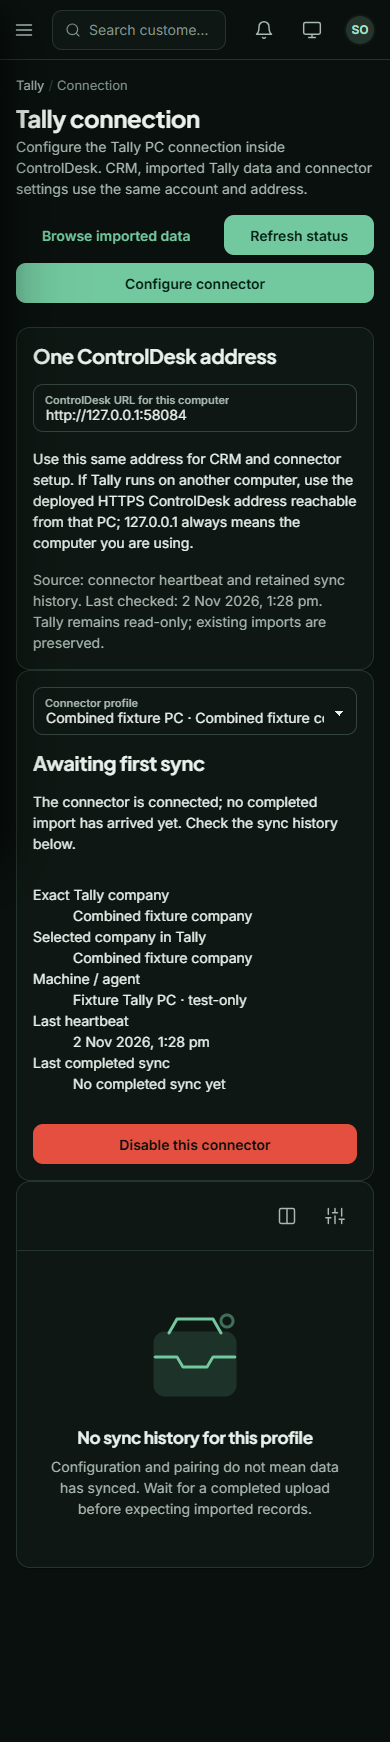 Search custome...
SO
Tally / Connection
Tally connection
Configure the Tally PC connection inside
ControlDesk. CRM, imported Tally data and connector
settings use the same account and address.
Browse imported data
Refresh status
Configure connector
One ControlDesk address
ControlDesk URL for this computer
http://127.0.0.1:58084
Use this same address for CRM and connector
setup. If Tally runs on another computer, use the
deployed HTTPS ControlDesk address reachable
from that PC; 127.0.0.1 always means the
computer you are using.
Source: connector heartbeat and retained sync
history. Last checked: 2 Nov 2026, 1:28 pm.
Tally remains read-only; existing imports are
preserved.
Connector profile
Combined fixture PC · Combined fixture c
Awaiting first sync
The connector is connected; no completed
import has arrived yet. Check the sync history
below.
Exact Tally company
Combined fixture company
Selected company in Tally
Combined fixture company
Machine / agent
Fixture Tally PC · test-only
Last heartbeat
2 Nov 2026, 1:28 pm
Last completed sync
No completed sync yet
Disable this connector
No sync history for this profile
Configuration and pairing do not mean data
has synced. Wait for a completed upload
before expecting imported records.